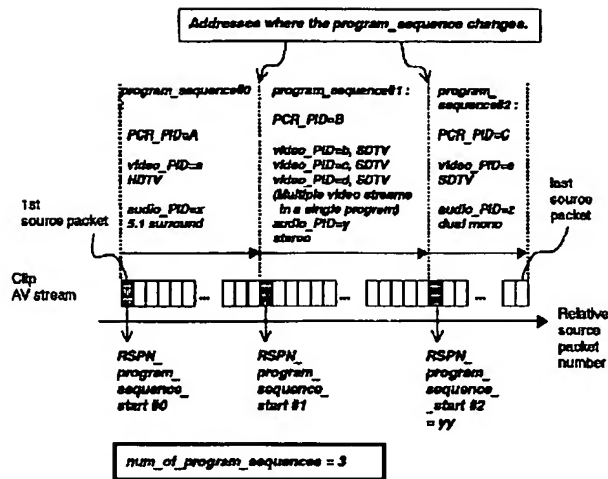 Addresses where the program_sequence changes.
program_sequence#0
PCR_PID=A
video_PID=a
HDTV
audio_PID=x
5.1 surround
program_sequence#1 :
PCR_PID=B
video_PID=b, SDTV
video_PID=c, SDTV
video_PID=d, SDTV
(Multiple video streams
in a single program)
audio_PID=y
stereo
program_
sequence#2 :
PCR_PID=C
video_PID=e
SDTV
audio_PID=z
dual mono
1st
source packet
last
source
packet
Clip
AV stream
Relative
source
packet
number
RSPN_
program_
sequence_
start #0
RSPN_
program_
sequence_
start #1
RSPN_
program_
sequence_
_start #2
= yy
num_of_program_sequences = 3